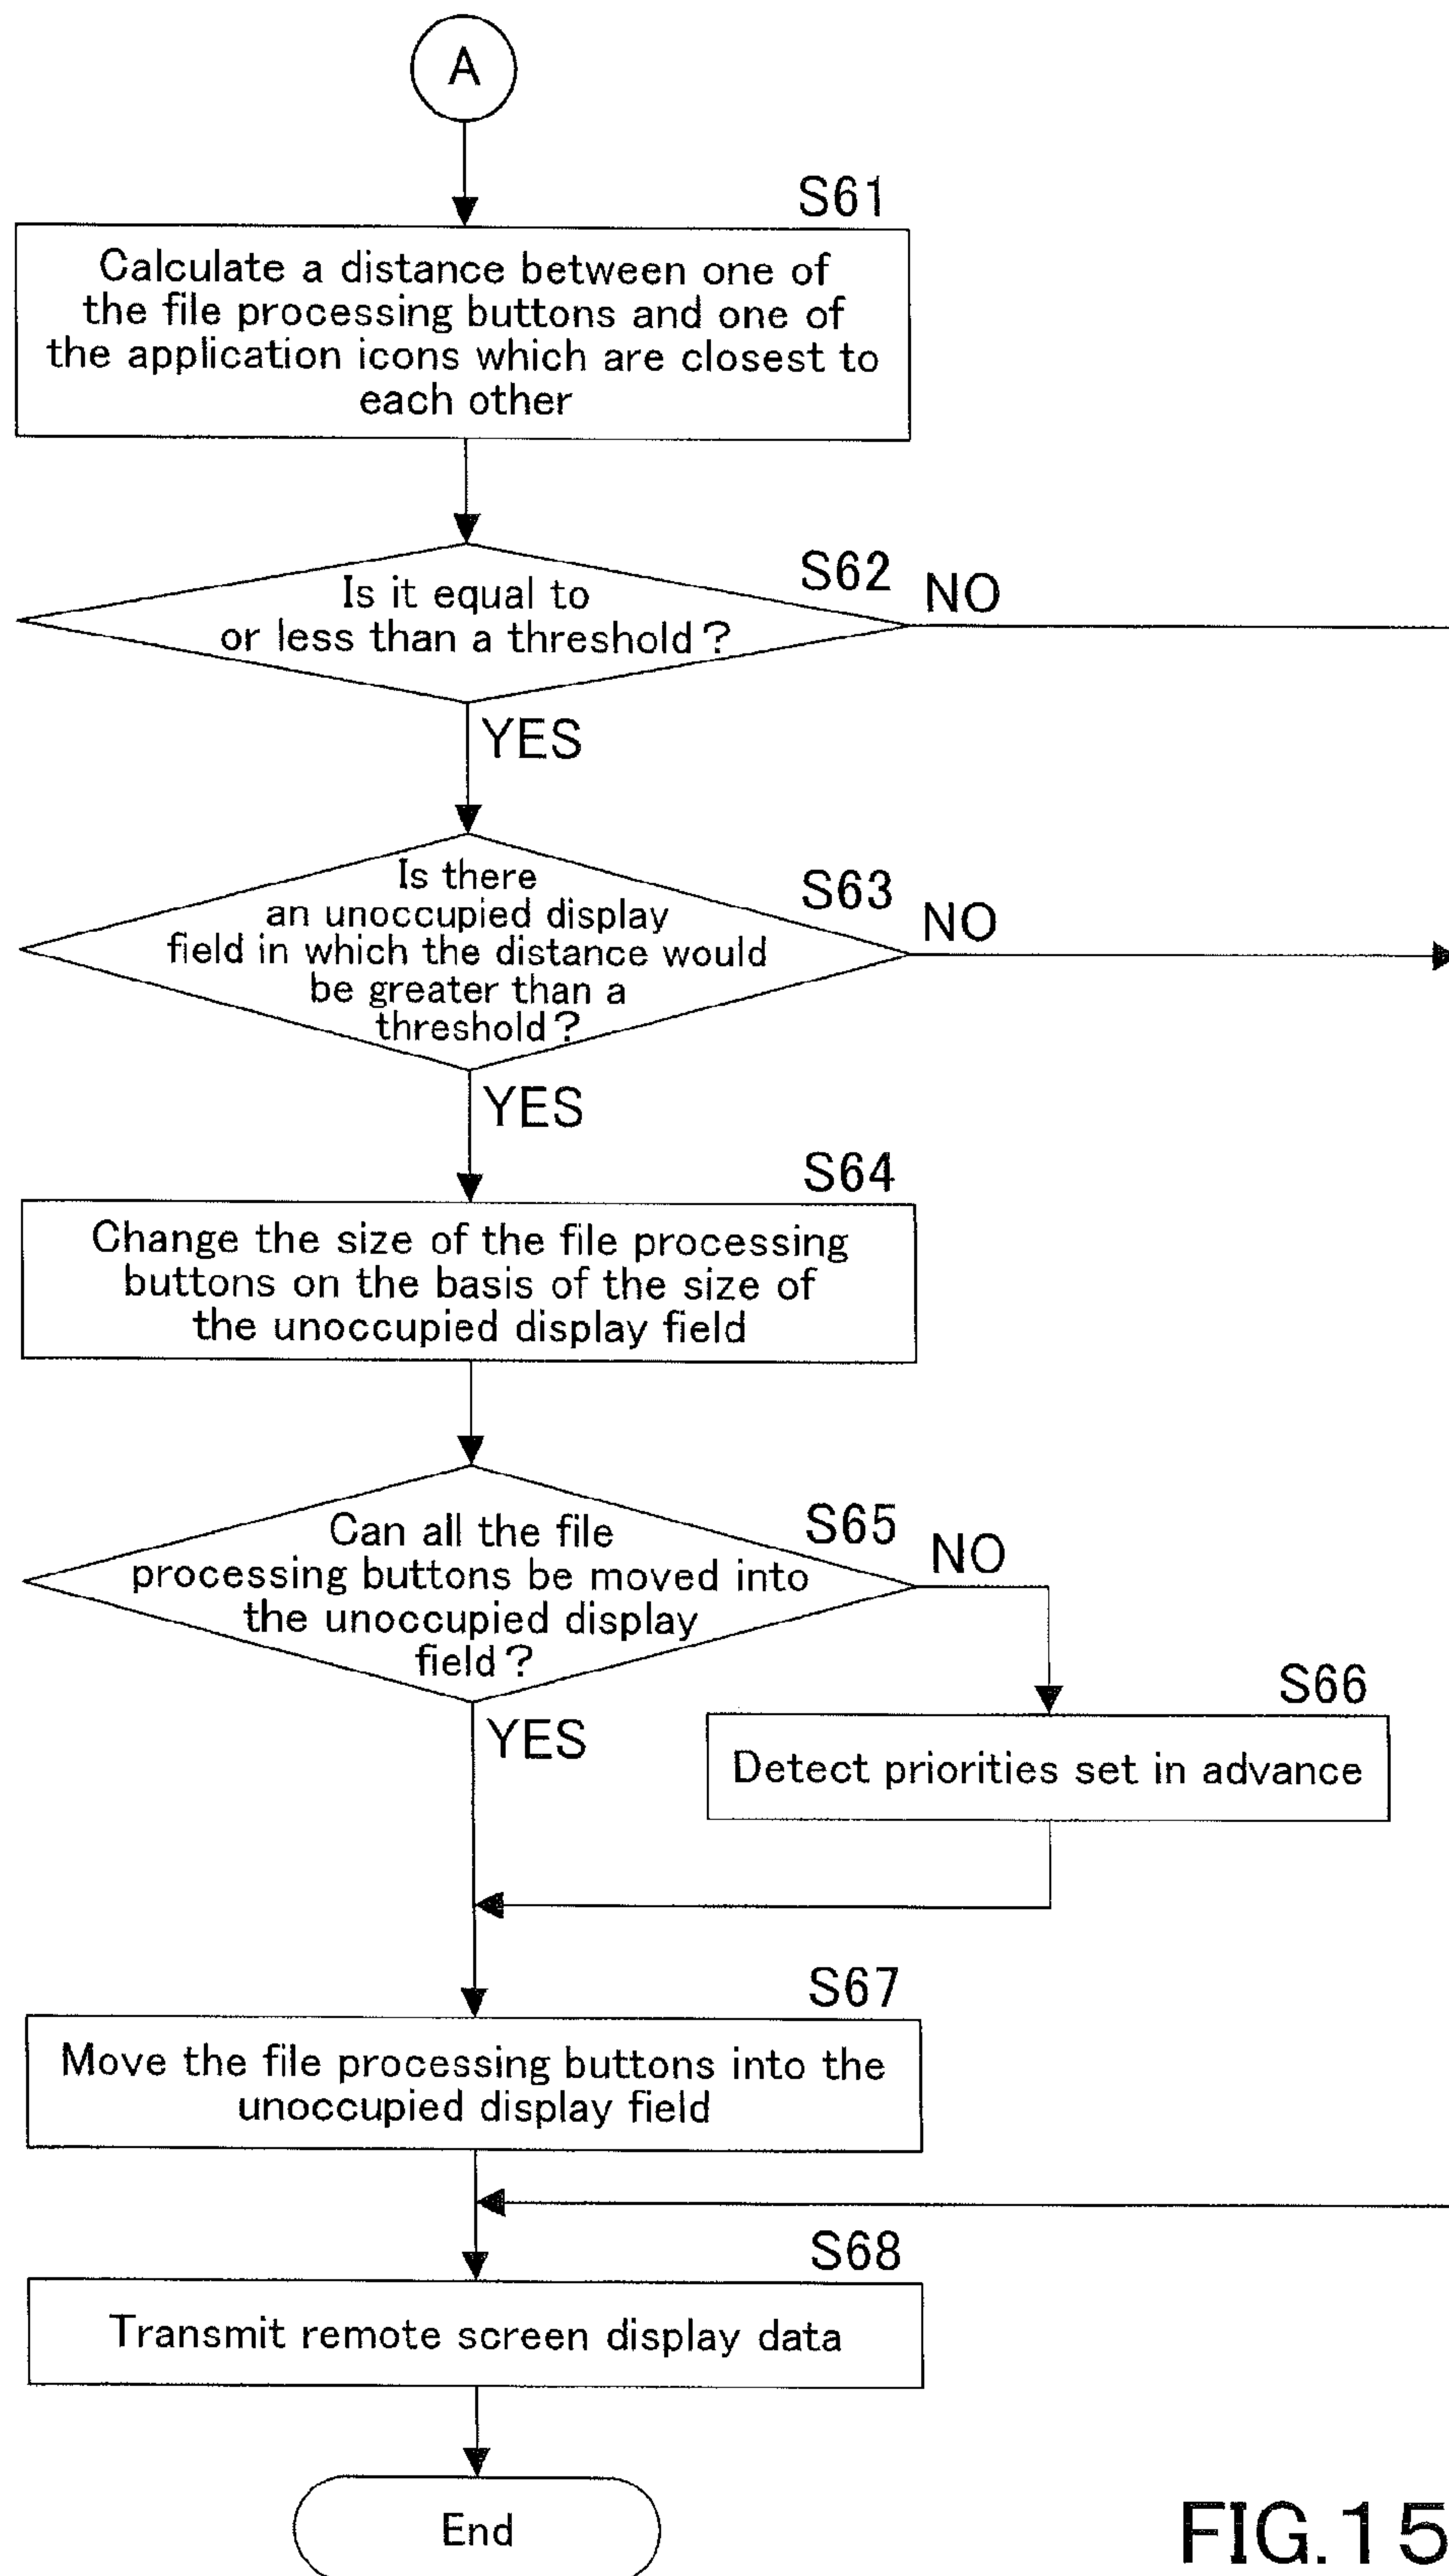 A
S61
Calculate a distance between one of
the file processing buttons and one of
the application icons which are closest to
each other
S62
Is it equal to
or less than a threshold?
NO
YES
S63
Is there
an unoccupied display
field in which the distance would
be greater than a
threshold?
NO
YES
S64
Change the size of the file processing
buttons on the basis of the size of
the unoccupied display field
S65
Can all the file
processing buttons be moved into
the unoccupied display
field?
NO
YES
S66
Detect priorities set in advance
S67
Move the file processing buttons into the
unoccupied display field
S68
Transmit remote screen display data
End
FIG.15